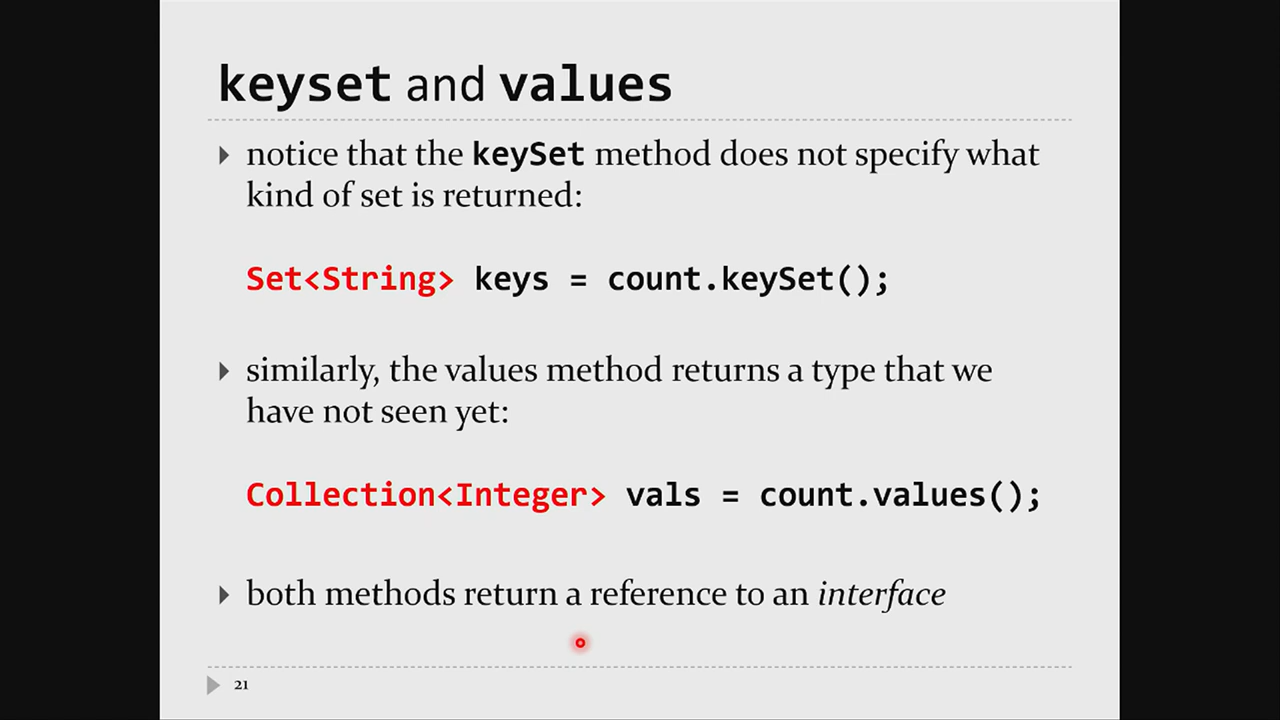 keyset and values
notice that the keySet method does not specify what
kind of set is returned:
Set<String> keys = count.keySet();
similarly, the values method returns a type that we
have not seen yet:
Collection<Integer> vals = count.values();
both methods return a reference to an interface
21